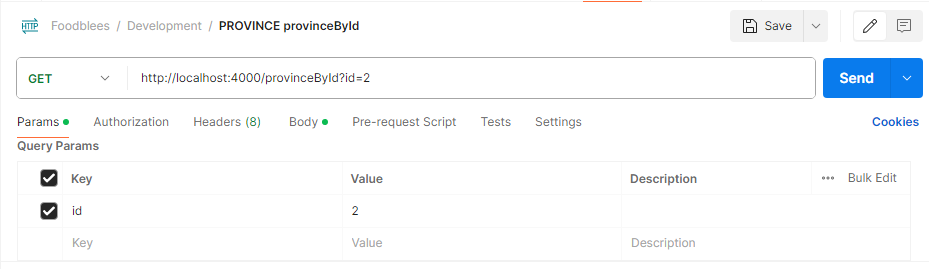 HTTP Foodblees / Development / PROVINCE provinceById Save
GET http://localhost:4000/provinceById?id=2 Send
Params Authorization Headers (8) Body Pre-request Script Tests Settings Cookies
Query Params
Key Value Description Bulk Edit
id 2
Key Value Description